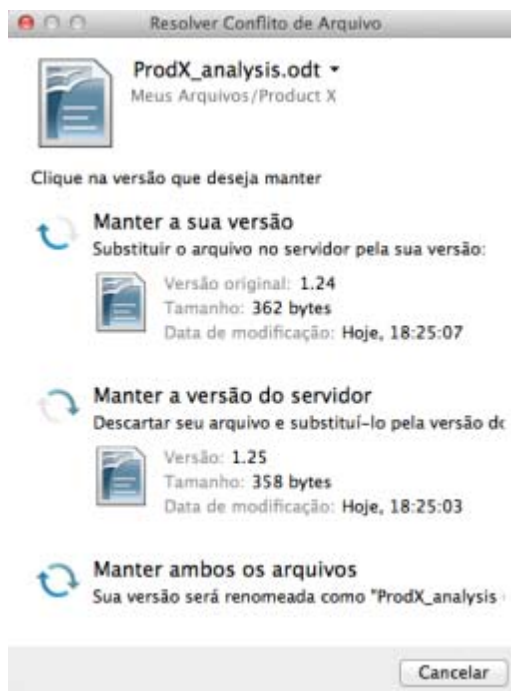 Resolver Conflito de Arquivo
ProdX_analysis.odt
Meus Arquivos/Product X
Clique na versão que deseja manter
Manter a sua versão
Substituir o arquivo no servidor pela sua versão:
Versão original: 1.24
Tamanho: 362 bytes
Data de modificação: Hoje, 18:25:07
Manter a versão do servidor
Descartar seu arquivo e substituí-lo pela versão dc
Versão: 1.25
Tamanho: 358 bytes
Data de modificação: Hoje, 18:25:03
Manter ambos os arquivos
Sua versão será renomeada como "ProdX_analysis
Cancelar